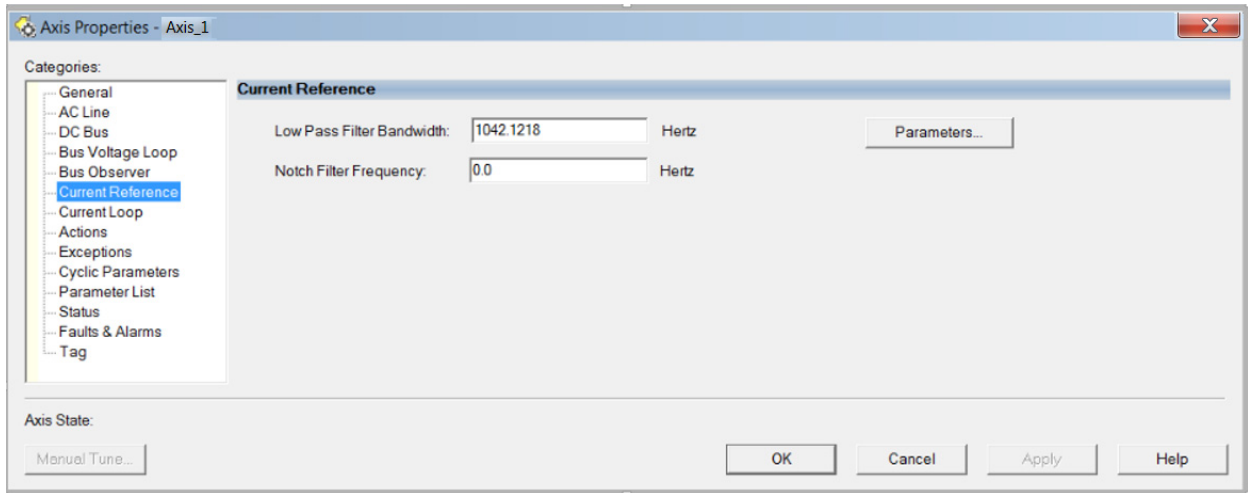 Axis Properties - Axis_1
X
Categories:
General
AC Line
DC Bus
Bus Voltage Loop
Bus Observer
Current Reference
Current Loop
Actions
Exceptions
Cyclic Parameters
Parameter List
Status
Faults & Alarms
Tag
Current Reference
Low Pass Filter Bandwidth: 1042.1218 Hertz Parameters...
Notch Filter Frequency: 0.0 Hertz
Axis State:
Manual Tune... OK Cancel Apply Help